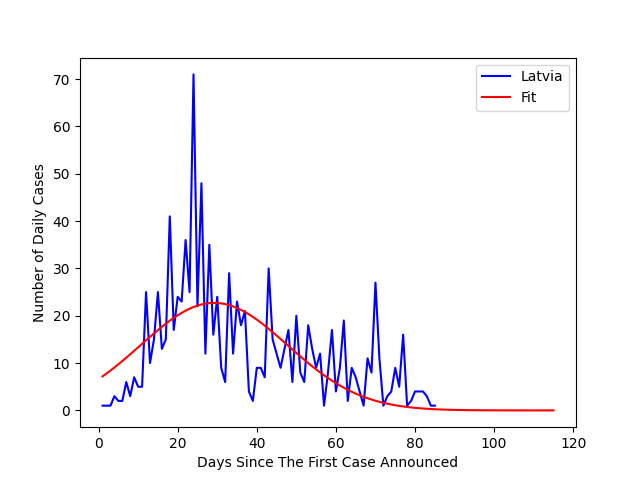 Latvia
Fit
70
60
50
40
30
20
10
0
Number of Daily Cases
0 20 40 60 80 100 120
Days Since The First Case Announced